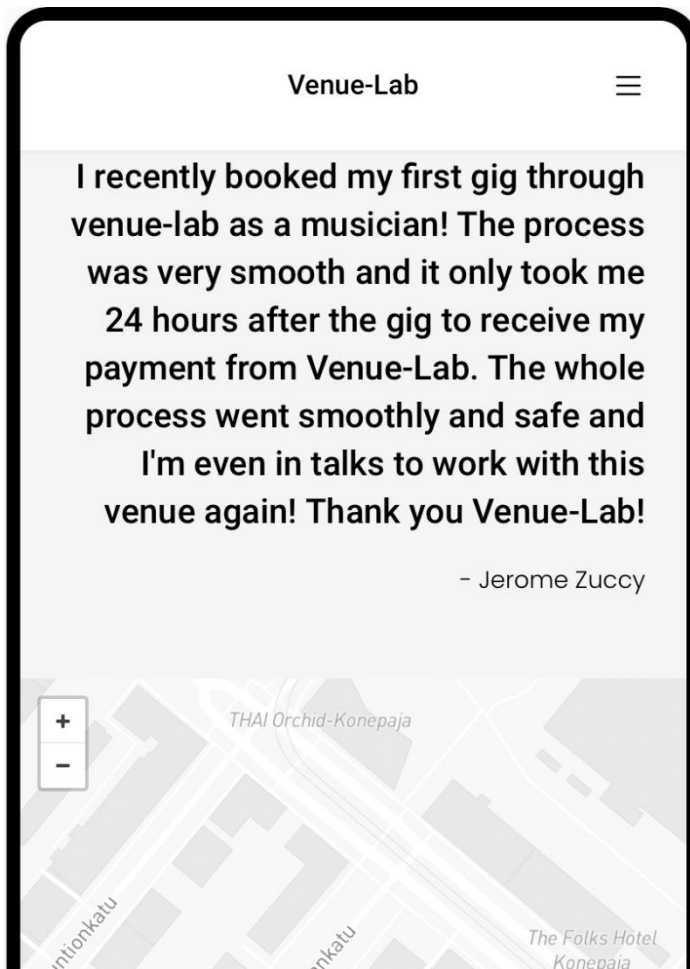 Venue-Lab
I recently booked my first gig through
venue-lab as a musician! The process
was very smooth and it only took me
24 hours after the gig to receive my
payment from Venue-Lab. The whole
process went smoothly and safe and
I'm even in talks to work with this
venue again! Thank you Venue-Lab!
- Jerome Zuccy
+
THAI Orchid-Konepaja
−
The Folks Hotel
Konepaja